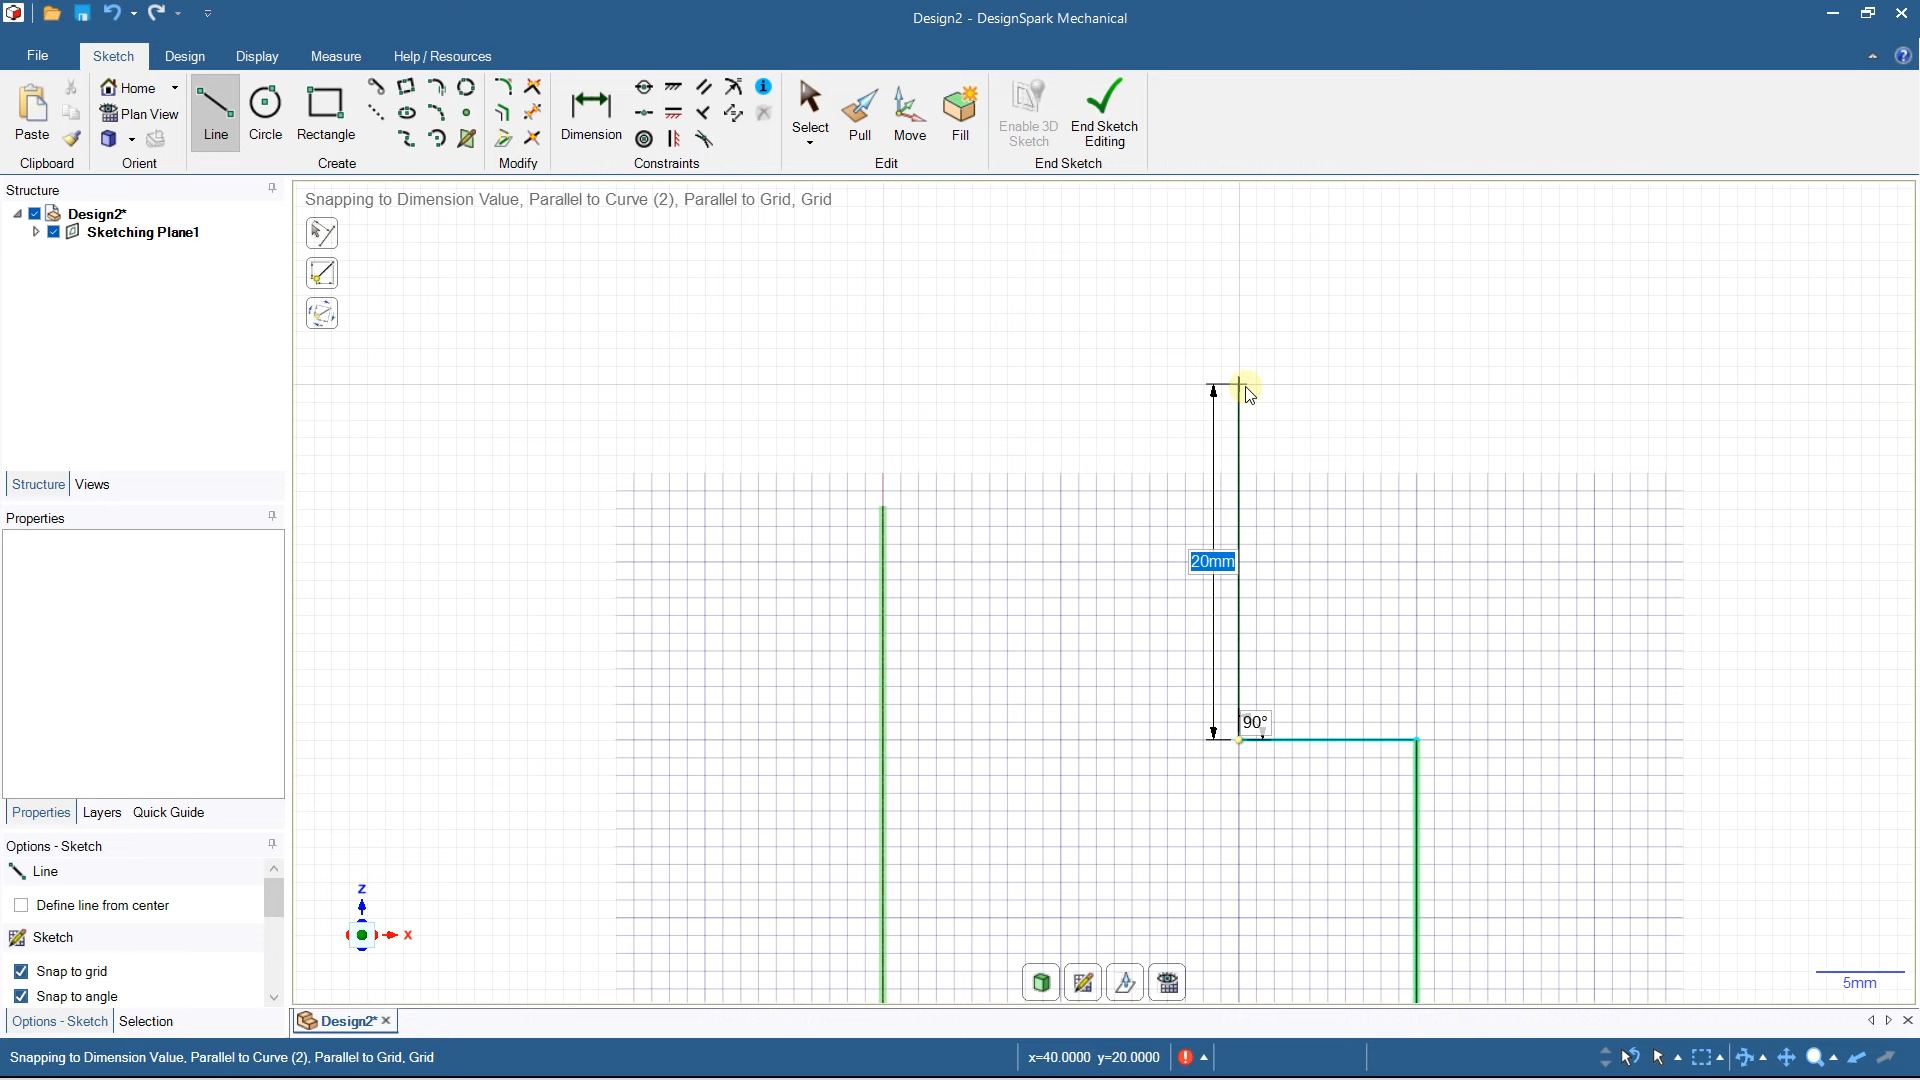 Design2 - DesignSpark Mechanical
File Sketch Design Display Measure Help / Resources
Paste Home Plan View Line Circle Rectangle Dimension Select Pull Move Fill Enable 3D Sketch End Sketch Editing
Clipboard Orient Create Modify Constraints Edit End Sketch
Structure
Design2*
Sketching Plane1
Structure Views
Properties
Properties Layers Quick Guide
Options - Sketch
Line
Define line from center
Sketch
Snap to grid
Snap to angle
Options - Sketch Selection
Snapping to Dimension Value, Parallel to Curve (2), Parallel to Grid, Grid
20mm
90°
z
x
5mm
Design2*
Snapping to Dimension Value, Parallel to Curve (2), Parallel to Grid, Grid
x=40.0000 y=20.0000